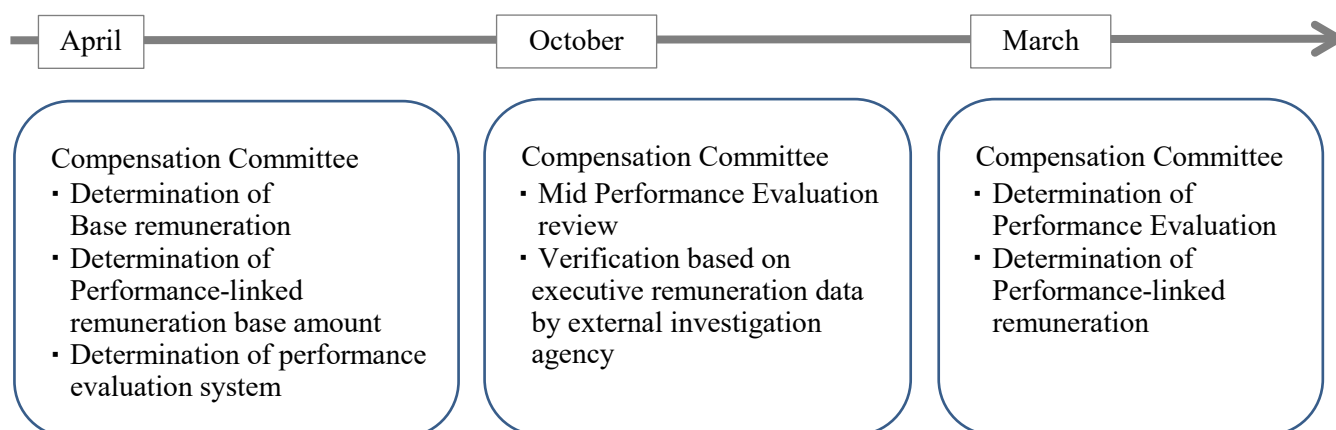 April
October
March
Compensation Committee
・Determination of
Base remuneration
・Determination of
Performance-linked
remuneration base amount
・Determination of performance
evaluation system
Compensation Committee
・Mid Performance Evaluation
review
・Verification based on
executive remuneration data
by external investigation
agency
Compensation Committee
・Determination of
Performance Evaluation
・Determination of
Performance-linked
remuneration